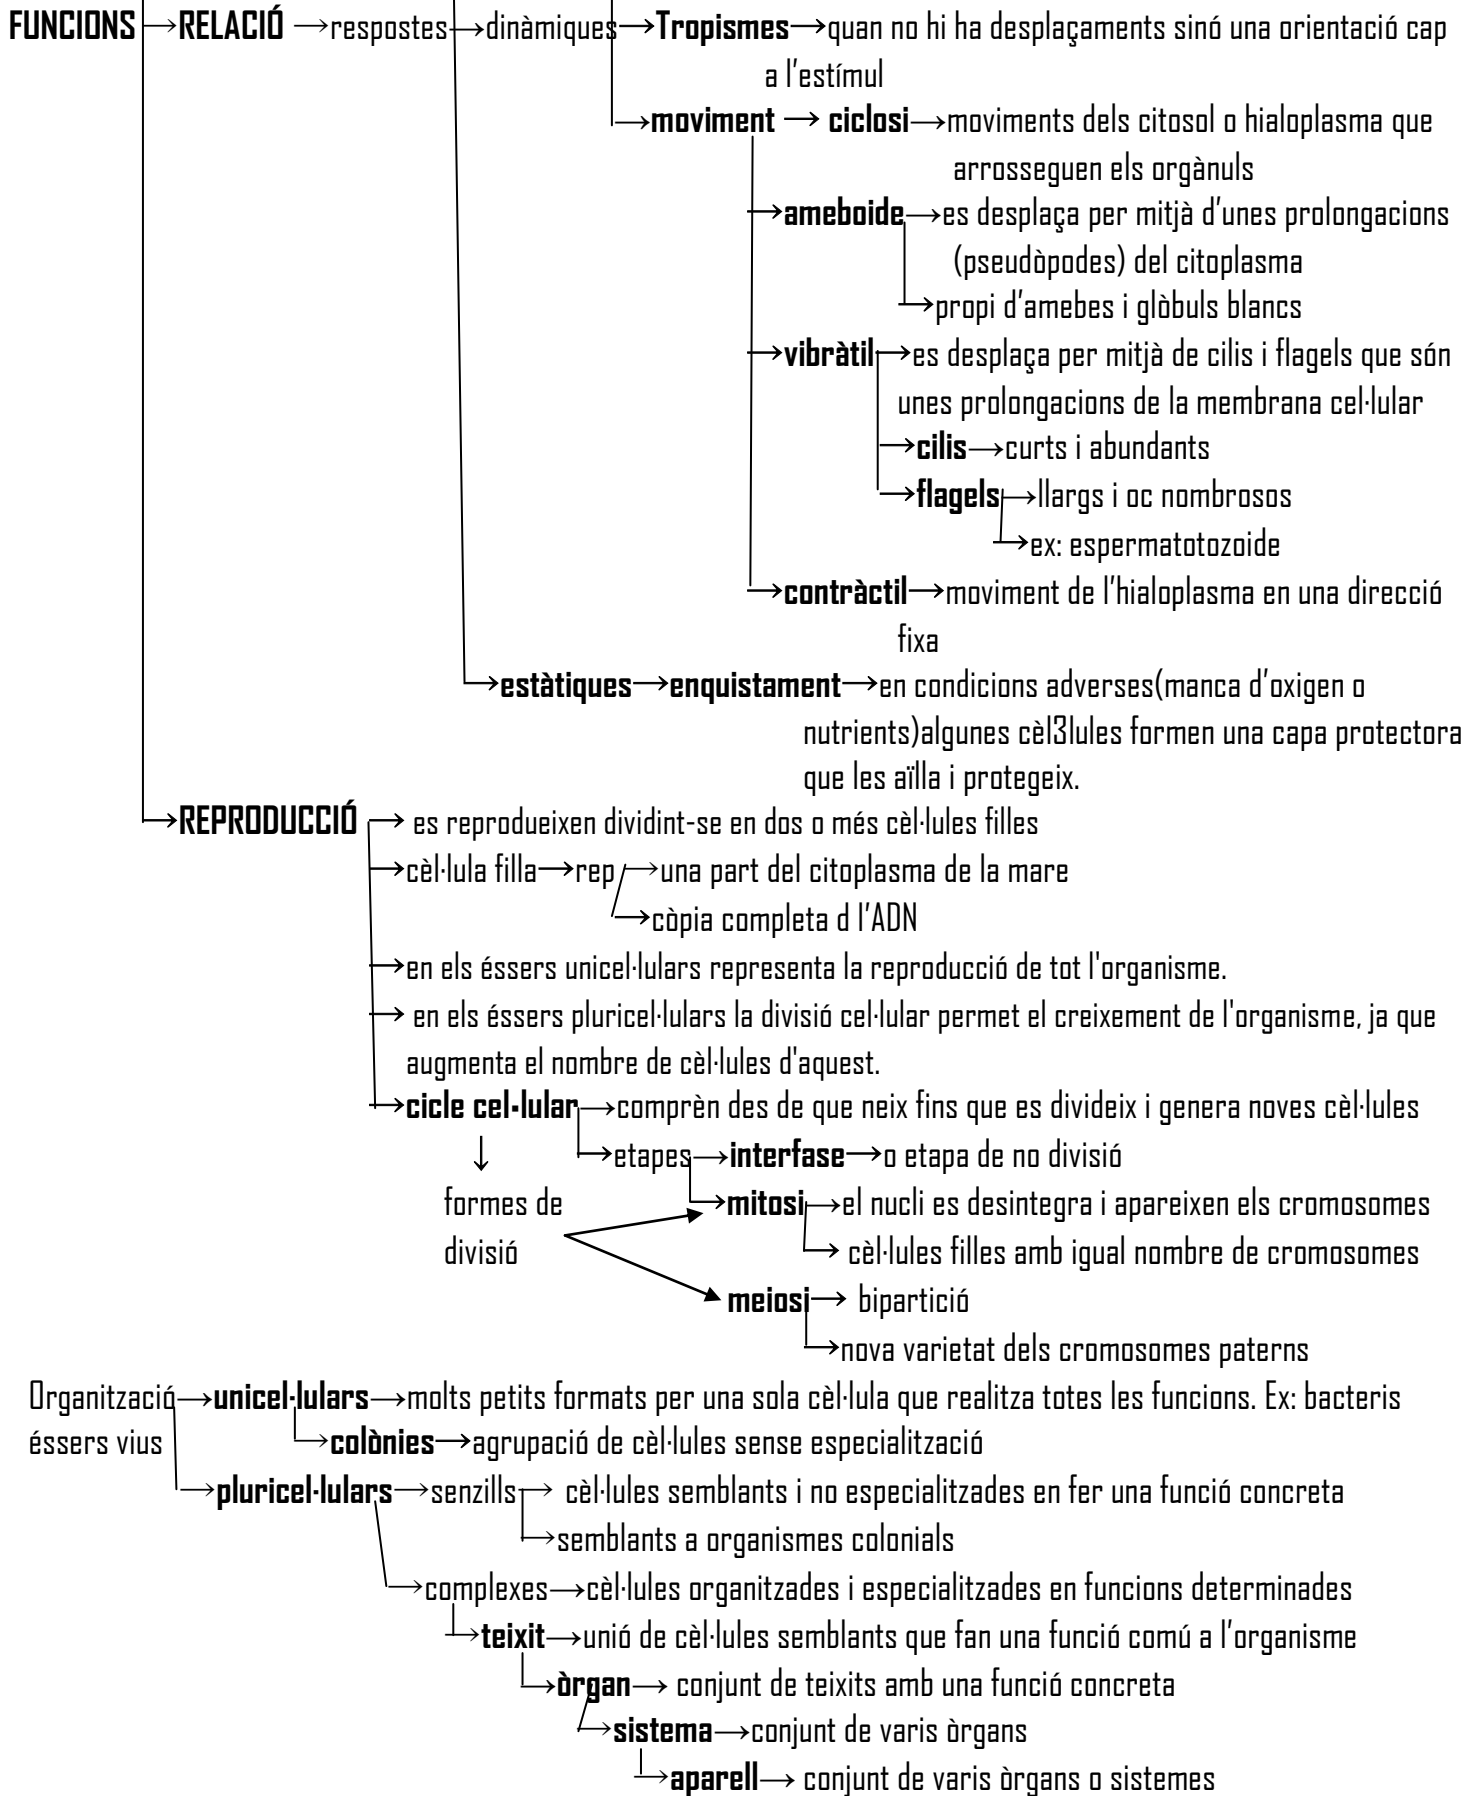 FUNCIONS → RELACIÓ → respostes → dinàmiques → Tropismes → quan no hi ha desplaçaments sinó una orientació cap
a l'estímul
→ moviment → ciclosi → moviments dels citosol o hialoplasma que
arrosseguen els orgànuls
→ ameboide → es desplaça per mitjà d'unes prolongacions
(pseudòpodes) del citoplasma
→ propi d'amebes i glòbuls blancs
→ vibràtil → es desplaça per mitjà de cilis i flagels que són
unes prolongacions de la membrana cel·lular
→ cilis → curts i abundants
→ flagels → llargs i oc nombrosos
→ ex: espermatotozoide
→ contràctil → moviment de l'hialoplasma en una direcció
fixa
→ estàtiques → enquistament → en condicions adverses(manca d'oxigen o
nutrients)algunes cèl3lules formen una capa protectora
que les aïlla i protegeix.
→ REPRODUCCIÓ → es reprodueixen dividint-se en dos o més cèl·lules filles
→ cèl·lula filla → rep → una part del citoplasma de la mare
→ còpia completa d l'ADN
→ en els éssers unicel·lulars representa la reproducció de tot l'organisme.
→ en els éssers pluricel·lulars la divisió cel·lular permet el creixement de l'organisme, ja que
augmenta el nombre de cèl·lules d'aquest.
→ cicle cel·lular → comprèn des de que neix fins que es divideix i genera noves cèl·lules
↓ → etapes → interfase → o etapa de no divisió
formes de → mitosi → el nucli es desintegra i apareixen els cromosomes
divisió → cèl·lules filles amb igual nombre de cromosomes
meiosi → bipartició
→ nova varietat dels cromosomes paterns
Organització → unicel·lulars → molts petits formats per una sola cèl·lula que realitza totes les funcions. Ex: bacteris
éssers vius → colònies → agrupació de cèl·lules sense especialització
→ pluricel·lulars → senzills → cèl·lules semblants i no especialitzades en fer una funció concreta
→ semblants a organismes colonials
→ complexes → cèl·lules organitzades i especialitzades en funcions determinades
→ teixit → unió de cèl·lules semblants que fan una funció comú a l'organisme
→ òrgan → conjunt de teixits amb una funció concreta
→ sistema → conjunt de varis òrgans
→ aparell → conjunt de varis òrgans o sistemes